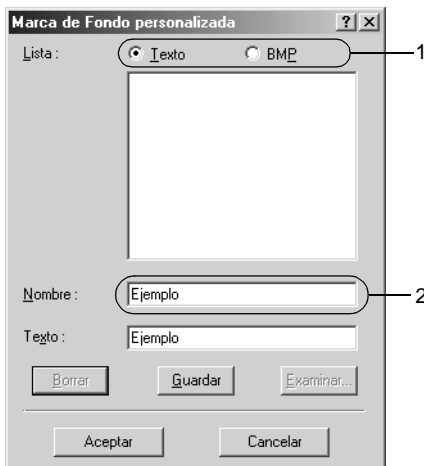 Marca de Fondo personalizada ? ×
Lista : Texto BMP 1
Nombre : Ejemplo 2
Texto : Ejemplo
Borrar Guardar Examinar...
Aceptar Cancelar